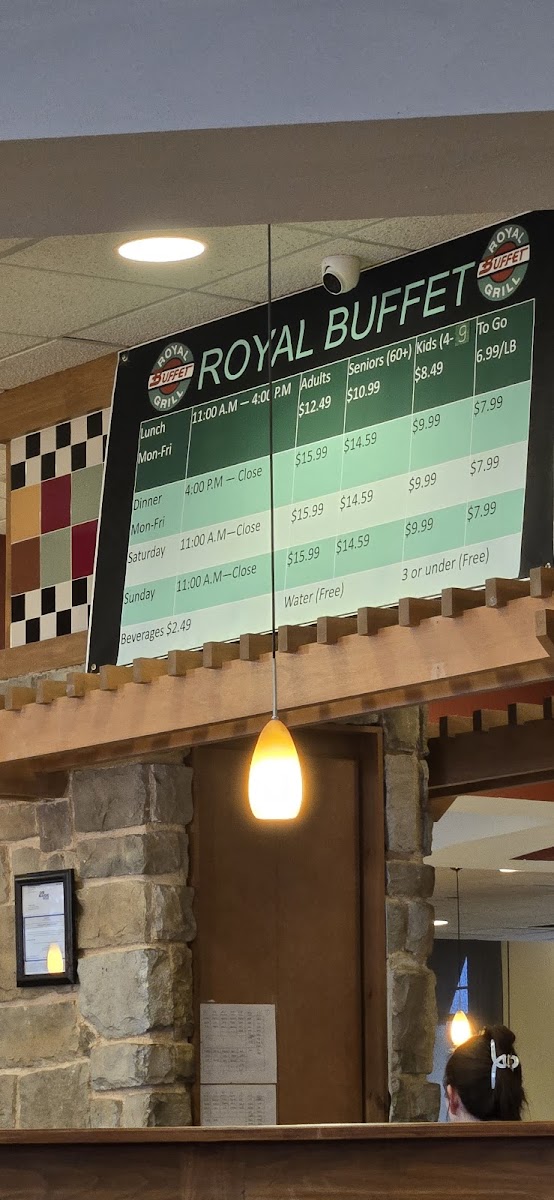 ROYAL BUFFET GRILL
ROYAL BUFFET
ROYAL BUFFET GRILL
Lunch Mon-Fri 11:00 A.M — 4:00 P.M Adults $12.49 Seniors (60+) $10.99 Kids (4- 9 $8.49 To Go 6.99/LB
Dinner Mon-Fri 4:00 P.M — Close $15.99 $14.59 $9.99 $7.99
Saturday 11:00 A.M—Close $15.99 $14.59 $9.99 $7.99
Sunday 11:00 A.M—Close $15.99 $14.59 $9.99 $7.99
Beverages $2.49 Water (Free) 3 or under (Free)